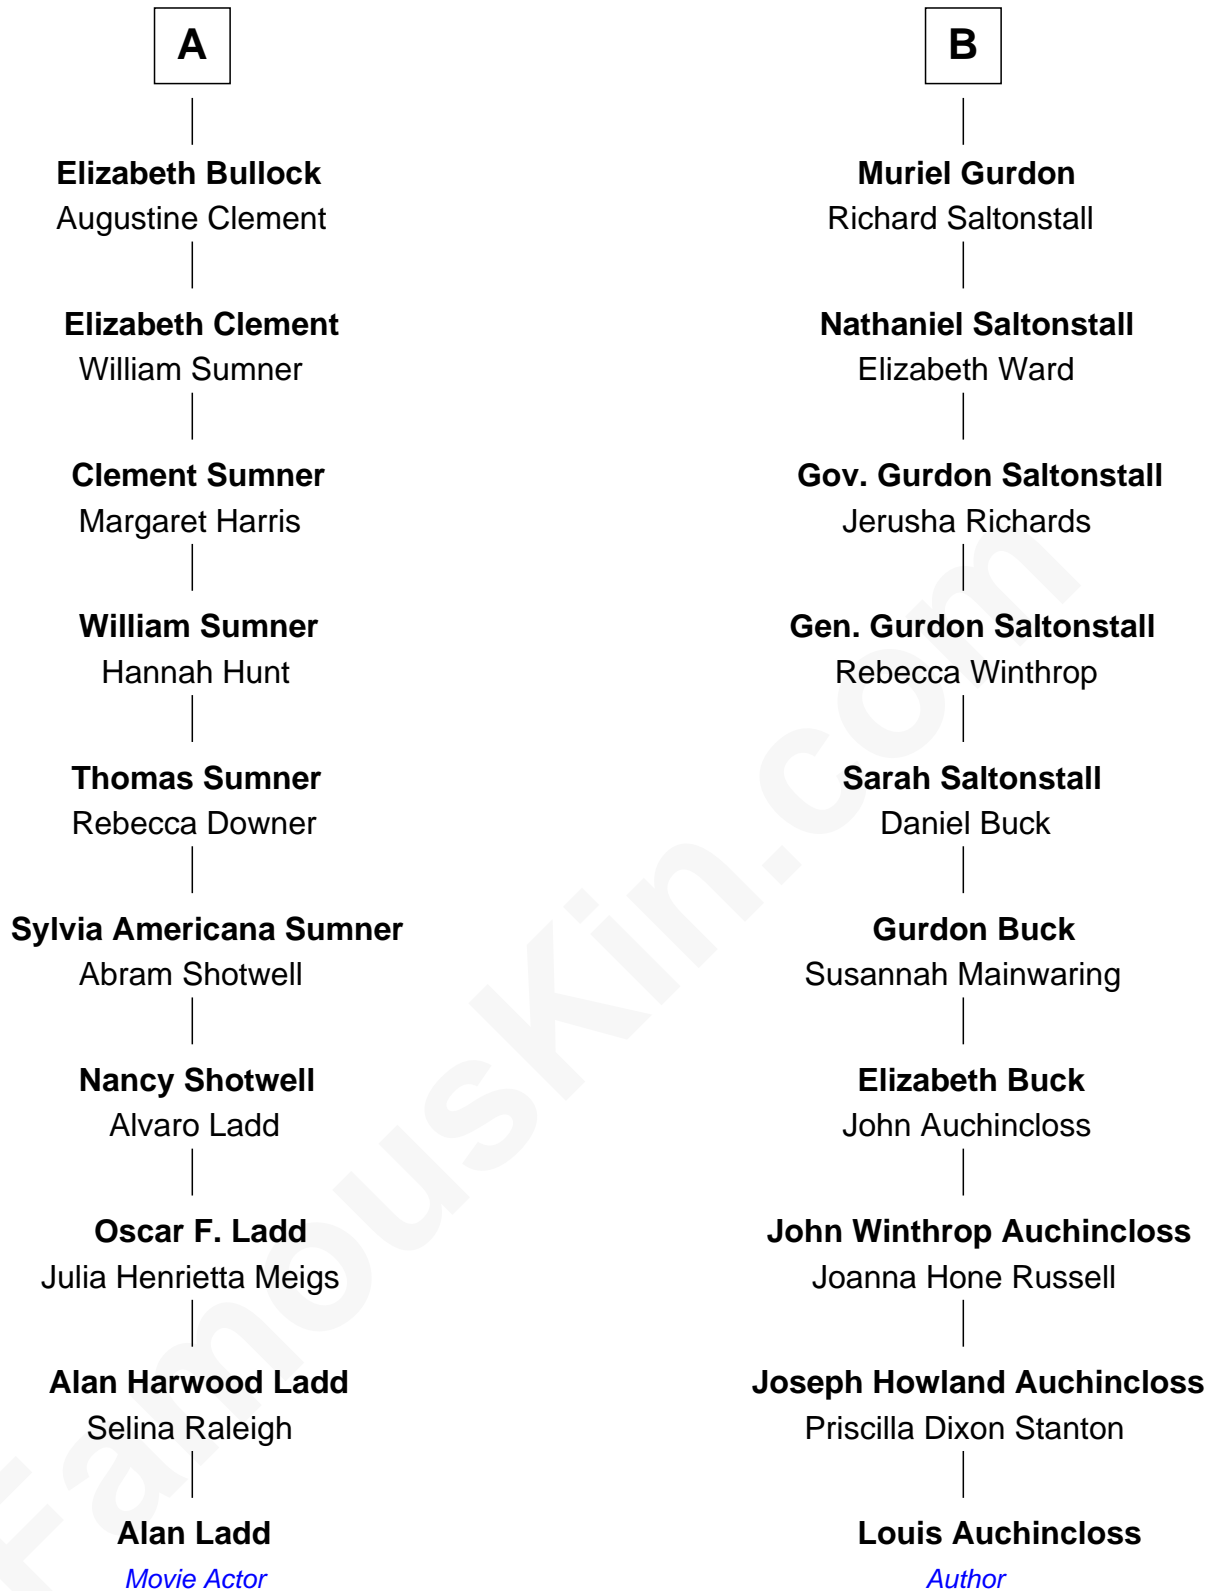 A
Elizabeth Bullock
Augustine Clement
Elizabeth Clement
William Sumner
Clement Sumner
Margaret Harris
William Sumner
Hannah Hunt
Thomas Sumner
Rebecca Downer
Sylvia Americana Sumner
Abram Shotwell
Nancy Shotwell
Alvaro Ladd
Oscar F. Ladd
Julia Henrietta Meigs
Alan Harwood Ladd
Selina Raleigh
Alan Ladd
Movie Actor
B
Muriel Gurdon
Richard Saltonstall
Nathaniel Saltonstall
Elizabeth Ward
Gov. Gurdon Saltonstall
Jerusha Richards
Gen. Gurdon Saltonstall
Rebecca Winthrop
Sarah Saltonstall
Daniel Buck
Gurdon Buck
Susannah Mainwaring
Elizabeth Buck
John Auchincloss
John Winthrop Auchincloss
Joanna Hone Russell
Joseph Howland Auchincloss
Priscilla Dixon Stanton
Louis Auchincloss
Author
FamousKin.com